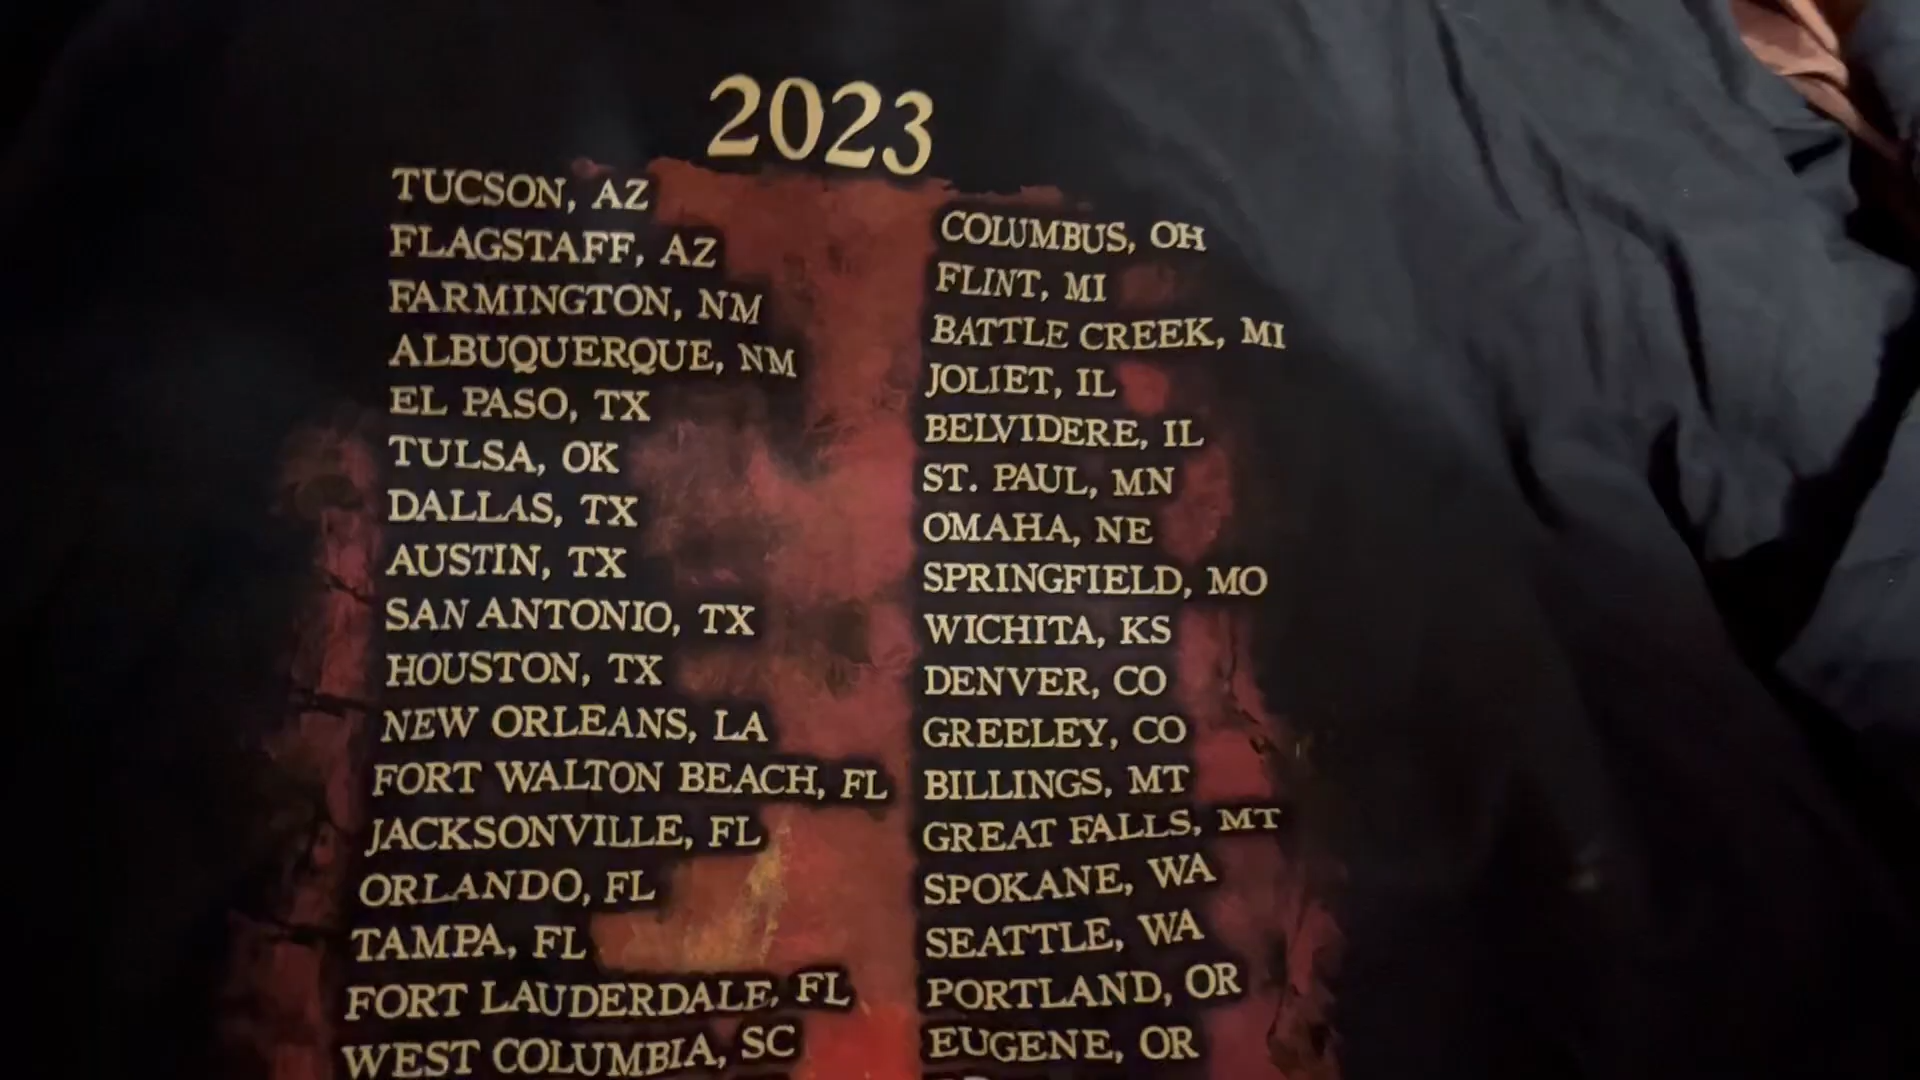 2023
TUCSON, AZ
FLAGSTAFF, AZ
FARMINGTON, NM
ALBUQUERQUE, NM
EL PASO, TX
TULSA, OK
DALLAS, TX
AUSTIN, TX
SAN ANTONIO, TX
HOUSTON, TX
NEW ORLEANS, LA
FORT WALTON BEACH, FL
JACKSONVILLE, FL
ORLANDO, FL
TAMPA, FL
FORT LAUDERDALE, FL
WEST COLUMBIA, SC
COLUMBUS, OH
FLINT, MI
BATTLE CREEK, MI
JOLIET, IL
BELVIDERE, IL
ST. PAUL, MN
OMAHA, NE
SPRINGFIELD, MO
WICHITA, KS
DENVER, CO
GREELEY, CO
BILLINGS, MT
GREAT FALLS, MT
SPOKANE, WA
SEATTLE, WA
PORTLAND, OR
EUGENE, OR